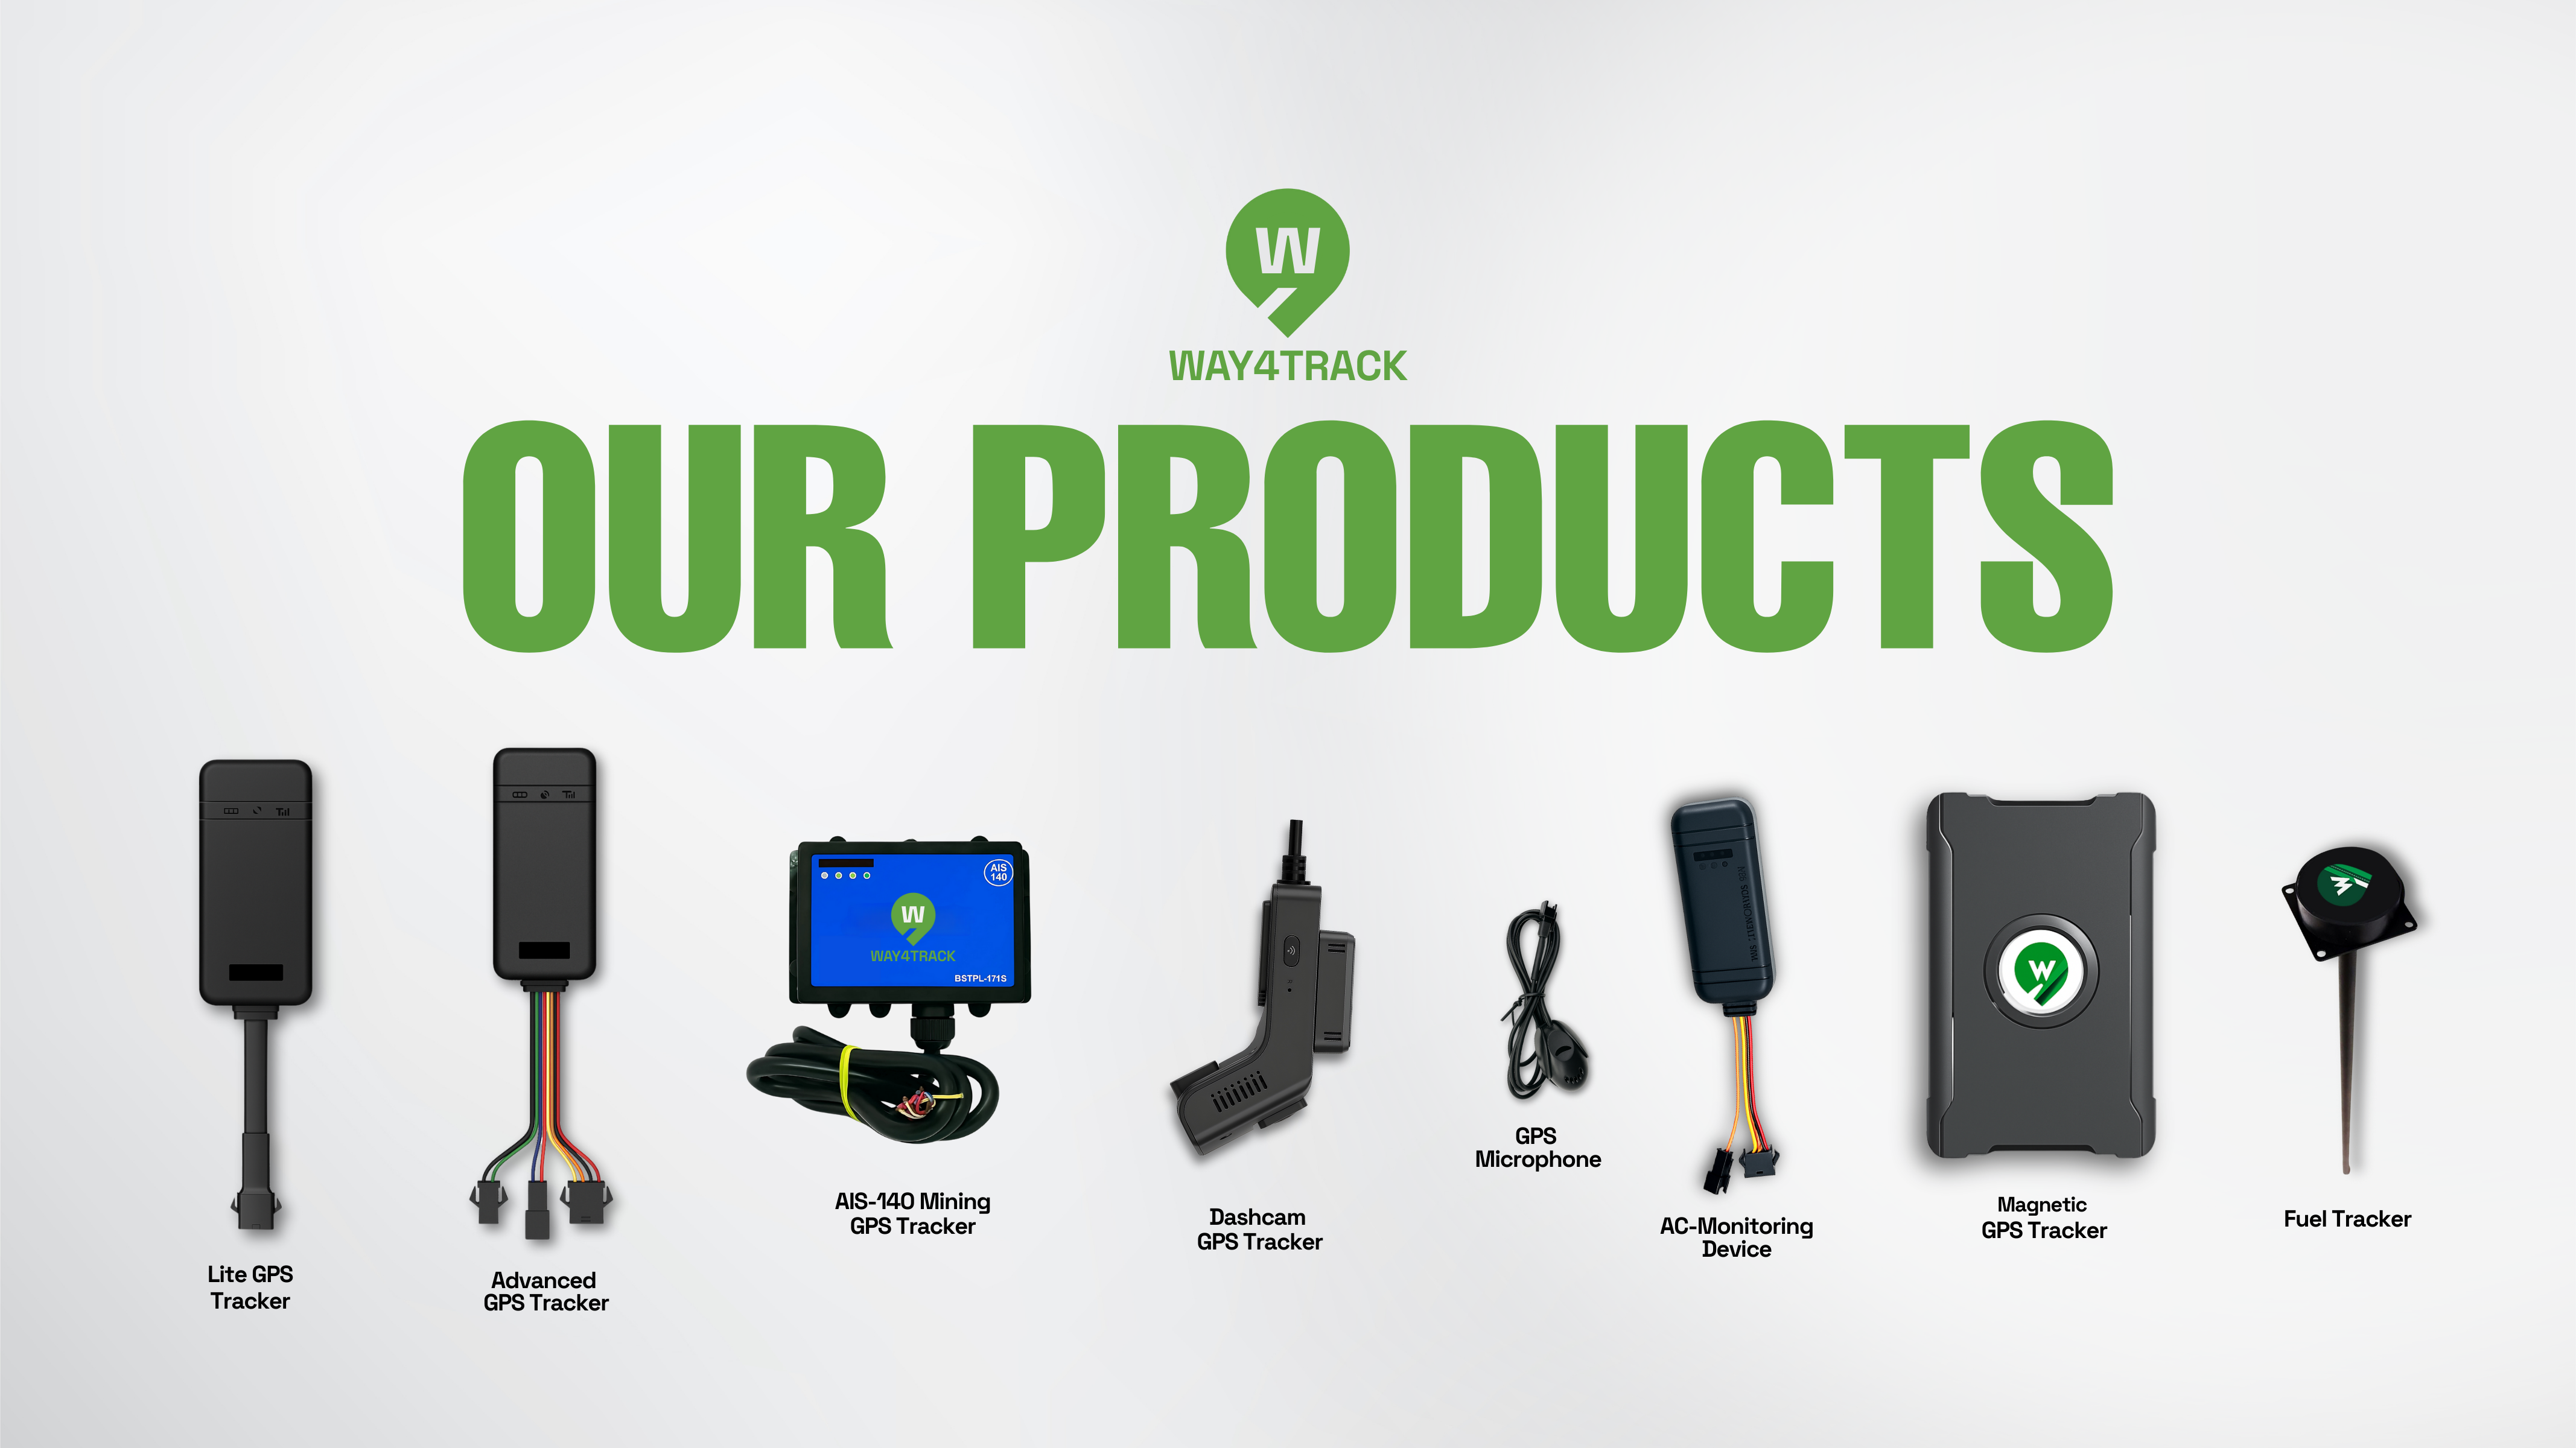 W
WAY4TRACK
OUR PRODUCTS
AIS
140
W
WAY4TRACK
BSTPL-171S
W
W
Lite GPS
Tracker
Advanced
GPS Tracker
AIS-140 Mining
GPS Tracker
Dashcam
GPS Tracker
GPS
Microphone
AC-Monitoring
Device
Magnetic
GPS Tracker
Fuel Tracker